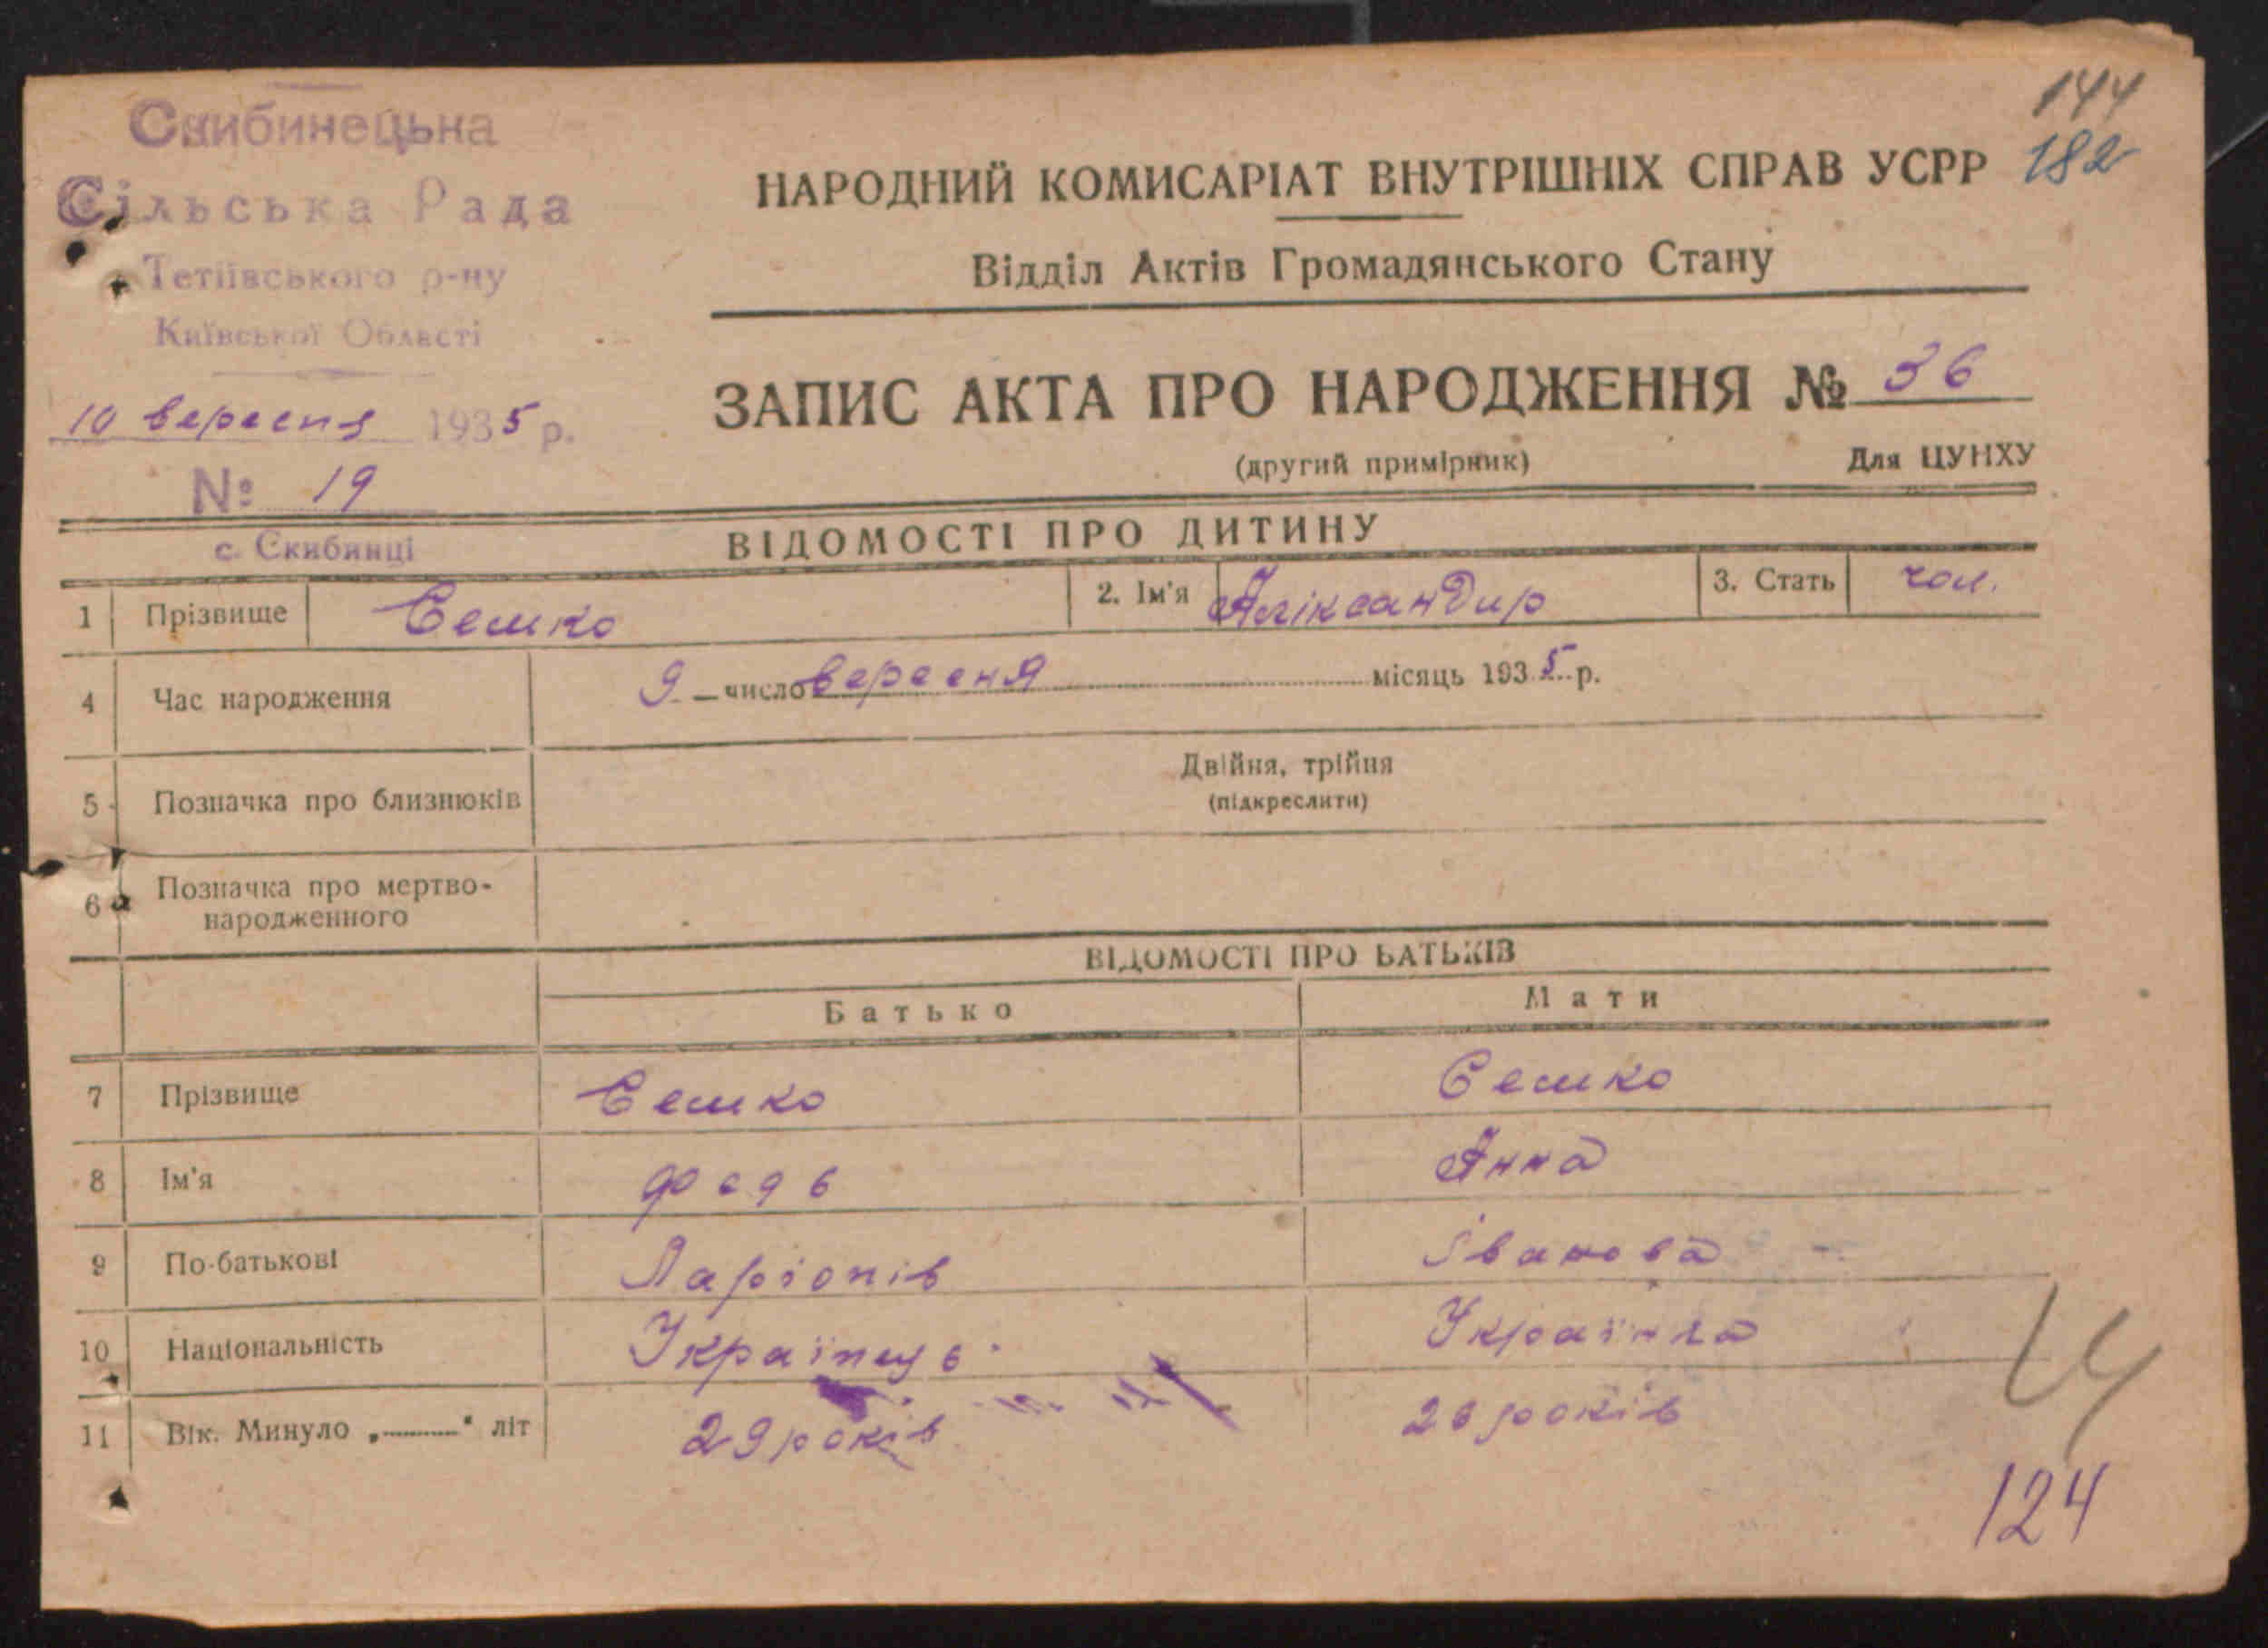 144
182
Скибинецька
Сільська Рада
Тетіївського р-ну
Київської Області
10 вересня 1935 р.
№ 19
с. Скибинці
НАРОДНИЙ КОМИСАРІАТ ВНУТРІШНІХ СПРАВ УСРР
Відділ Актів Громадянського Стану
ЗАПИС АКТА ПРО НАРОДЖЕННЯ № 36
(другий примірник) Для ЦУНХУ
ВІДОМОСТІ ПРО ДИТИНУ
1 Прізвище Сешко 2. Ім'я Аліксандир 3. Стать чол.
4 Час народження 9 число вересня місяць 1935 р.
5 Позначка про близнюків Двійня, трійня
(підкреслити)
6 Позначка про мертво-
народженного
ВІДОМОСТІ ПРО БАТЬКІВ
Батько Мати
7 Прізвище Сешко Сешко
8 Ім'я Федь Анна
9 По-батькові Ларіонів Іванова
10 Національність Українць Українка
11 Вік. Минуло „ “ літ 29 років 26 років
124